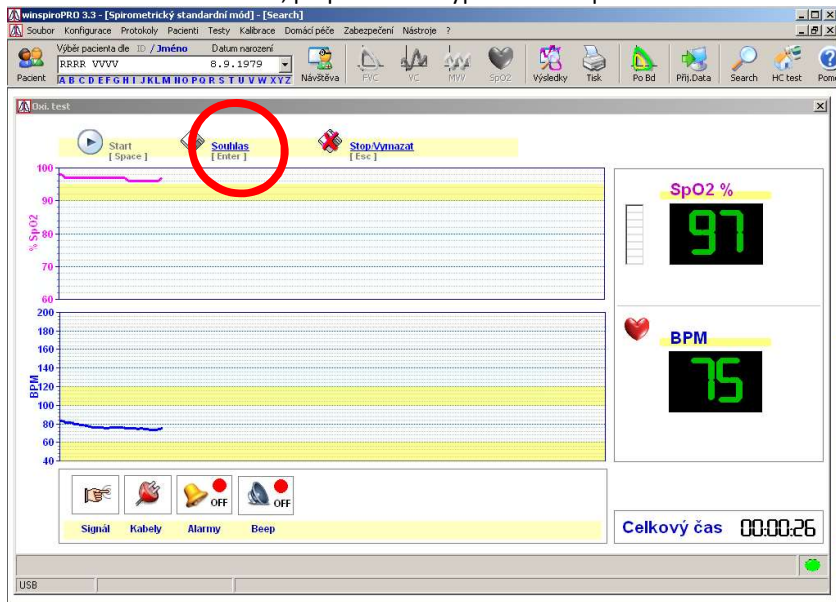 winspiroPRO 3.3 - [Spirometrický standardní mód] - [Search]
Soubor Konfigurace Protokoly Pacienti Testy Kalibrace Domácí péče Zabezpečení Nástroje ?
Výběr pacienta dle ID / Jméno Datum narození
RRRR VVVV 8.9.1979
A B C D E F G H I J K L M N O P Q R S T U V W X Y Z
Pacient Návštěva FVC VC MVV SpO2 Výsledky Tisk Po Bd Přij.Data Search HC test
Oxi. test
Start
[ Space ]
Souhlas
[ Enter ]
Stop/Vymazat
[ Esc ]
100
90
80
70
60
% SpO2
200
180
160
140
120
100
80
60
40
BPM
SpO2 %
97
BPM
75
OFF OFF
Signál Kabely Alarmy Beep
Celkový čas 00:00:26
USB